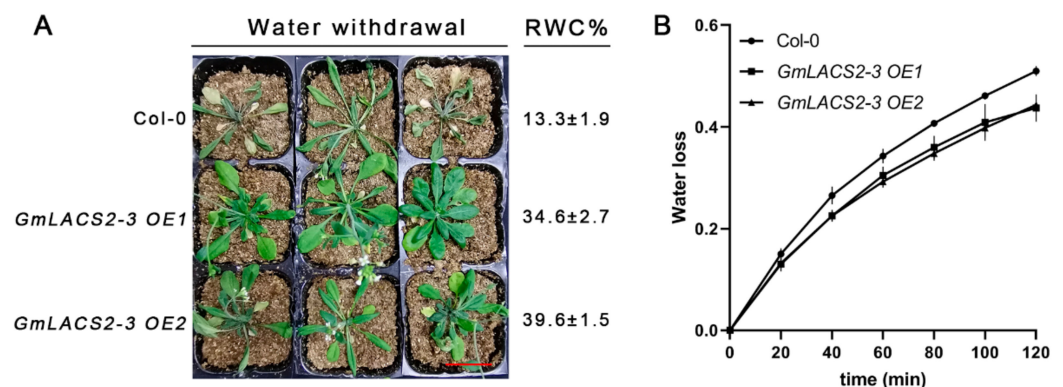 A
Water withdrawal
RWC%
Col-0
13.3±1.9
GmLACS2-3 OE1
34.6±2.7
GmLACS2-3 OE2
39.6±1.5
B
Col-0
GmLACS2-3 OE1
GmLACS2-3 OE2
Water loss
0.6
0.4
0.2
0.0
0 20 40 60 80 100 120
time (min)